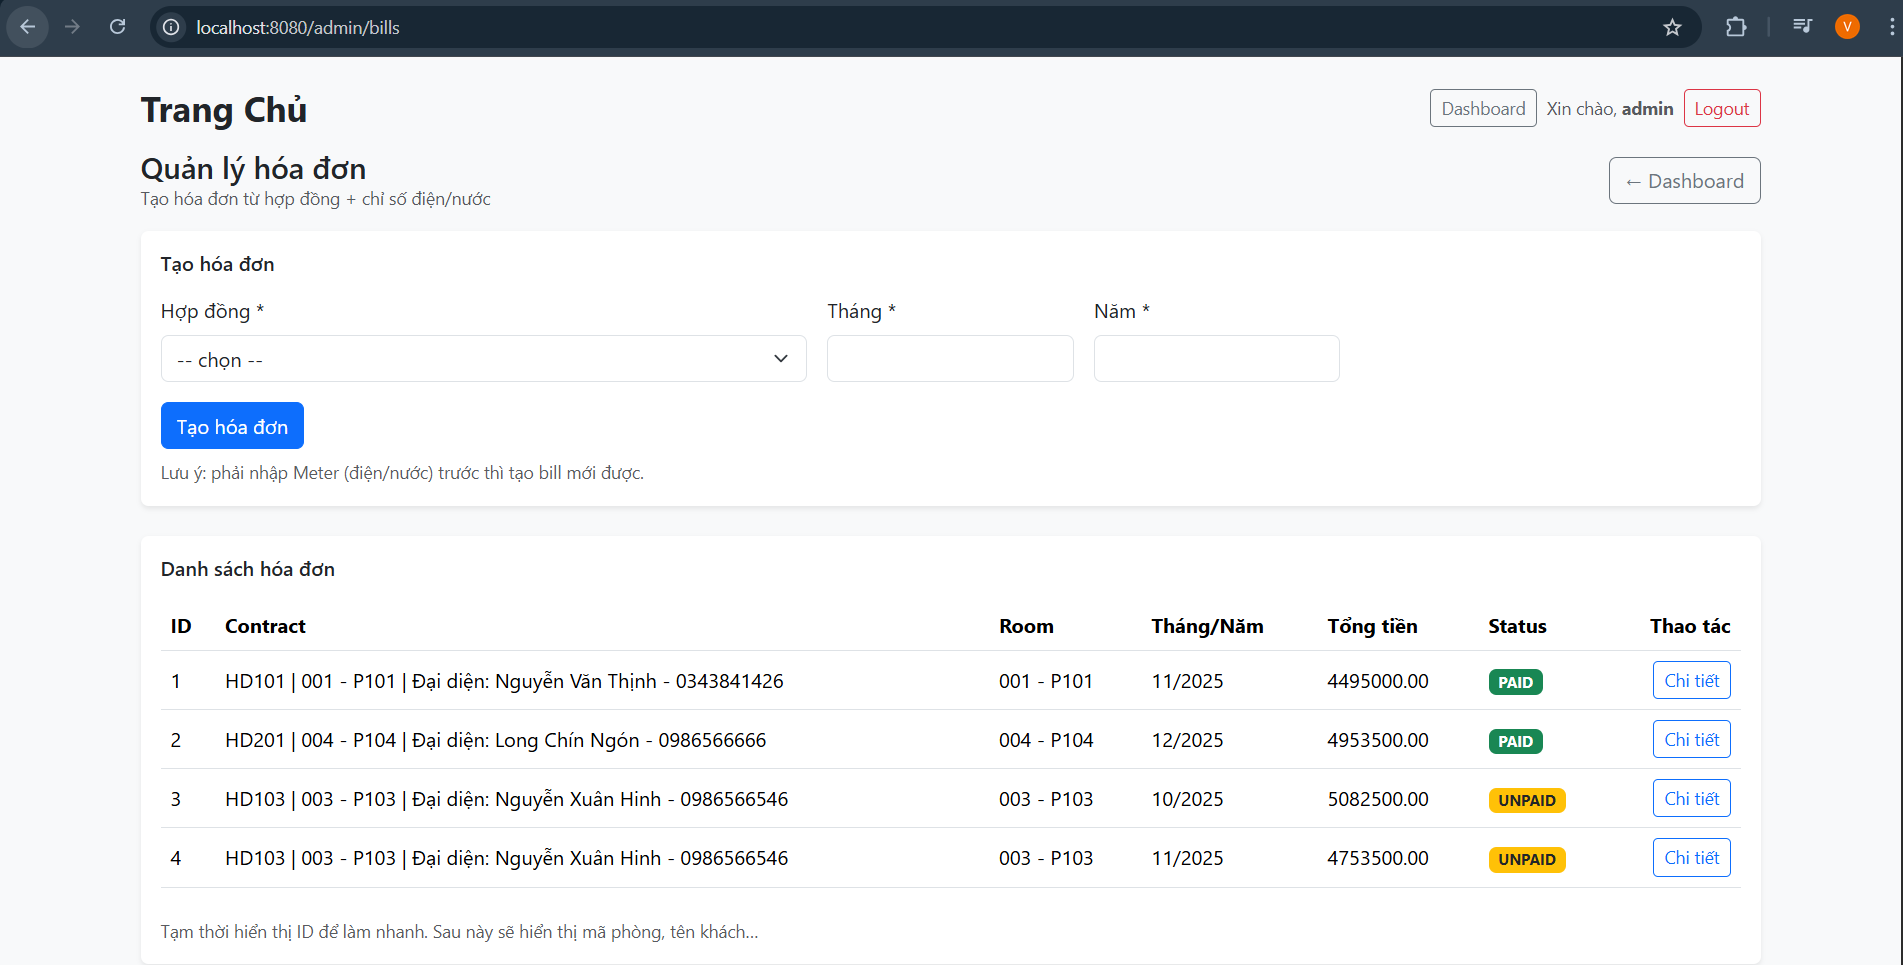 localhost:8080/admin/bills
V
Trang Chủ
Dashboard Xin chào, admin Logout
Quản lý hóa đơn
← Dashboard
Tạo hóa đơn từ hợp đồng + chỉ số điện/nước
Tạo hóa đơn
Hợp đồng * Tháng * Năm *
-- chọn --
Tạo hóa đơn
Lưu ý: phải nhập Meter (điện/nước) trước thì tạo bill mới được.
Danh sách hóa đơn
ID Contract Room Tháng/Năm Tổng tiền Status Thao tác
1 HD101 | 001 - P101 | Đại diện: Nguyễn Văn Thịnh - 0343841426 001 - P101 11/2025 4495000.00 PAID Chi tiết
2 HD201 | 004 - P104 | Đại diện: Long Chín Ngón - 0986566666 004 - P104 12/2025 4953500.00 PAID Chi tiết
3 HD103 | 003 - P103 | Đại diện: Nguyễn Xuân Hinh - 0986566546 003 - P103 10/2025 5082500.00 UNPAID Chi tiết
4 HD103 | 003 - P103 | Đại diện: Nguyễn Xuân Hinh - 0986566546 003 - P103 11/2025 4753500.00 UNPAID Chi tiết
Tạm thời hiển thị ID để làm nhanh. Sau này sẽ hiển thị mã phòng, tên khách...